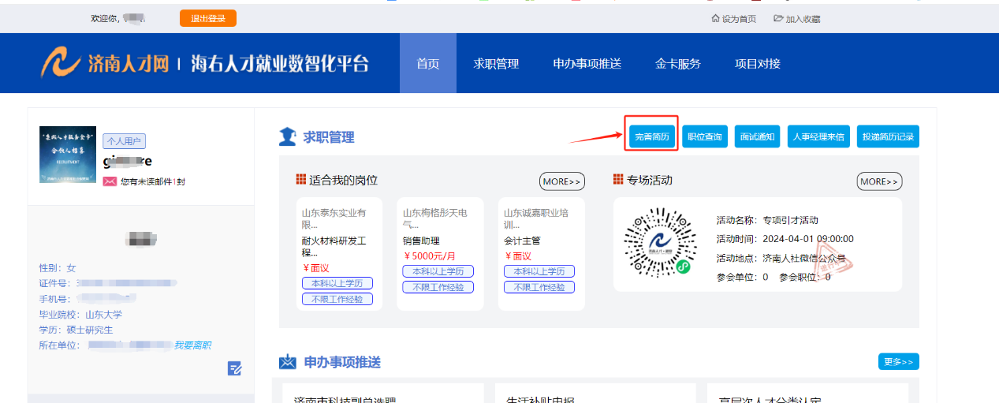 欢迎你,
退出登录
设为首页
加入收藏
济南人才网 | 海右人才就业数智化平台
首页
求职管理
申办事项推送
金卡服务
项目对接
个人用户
您有未读邮件1封
性别：女
证件号：
手机号：
毕业院校：山东大学
学历：硕士研究生
所在单位：
我要离职
求职管理
完善简历
职位查询
面试通知
人事经理来信
投递简历记录
适合我的岗位
MORE>>
山东泰东实业有
限...
耐火材料研发工
程...
￥面议
本科以上学历
不限工作经验
山东梅格彤天电
气...
销售助理
￥5000元/月
本科以上学历
不限工作经验
山东诚嘉职业培
训...
会计主管
￥面议
本科以上学历
不限工作经验
专场活动
MORE>>
活动名称：专项引才活动
活动时间：2024-04-01 09:00:00
活动地点：济南人社微信公众号
参会单位：0 参会职位：0
申办事项推送
更多>>
济南市科技副总选聘
生活补贴申报
高层次人才分类认定